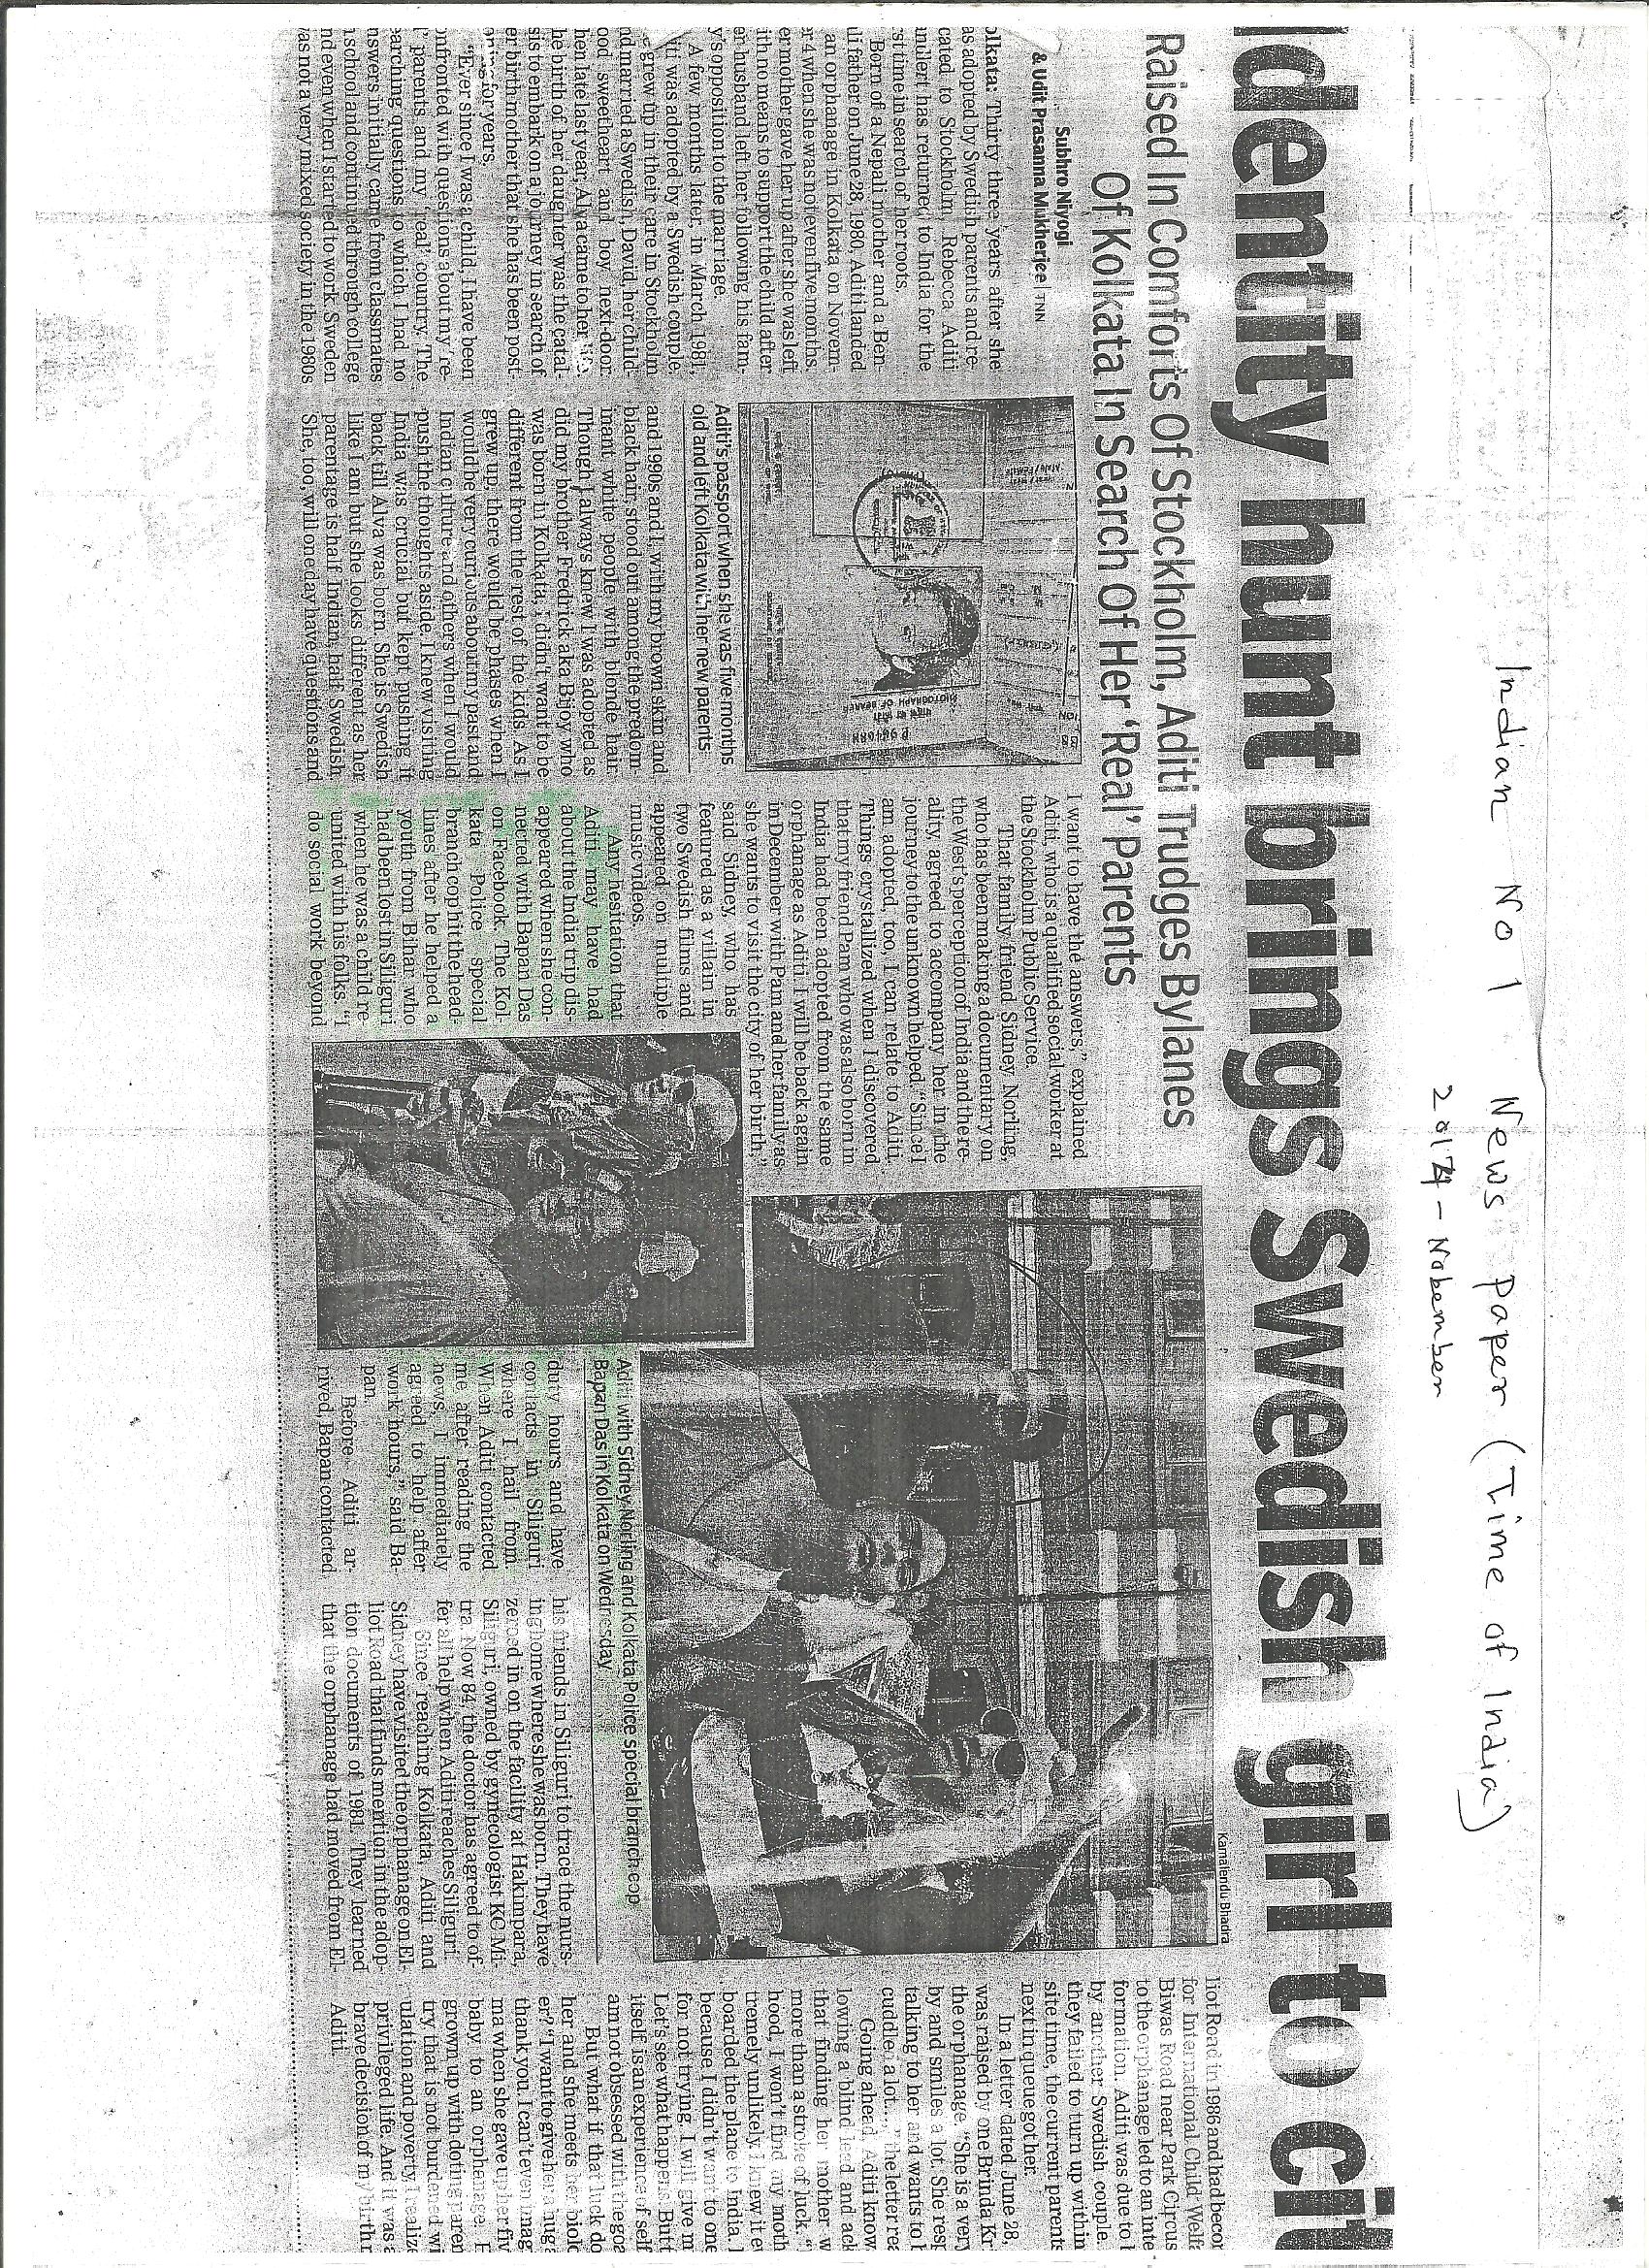 Indian No 1 News paper (Time of India)
2014 - Nobember
dentity hunt brings Swedish girl to cit
Raised In Comforts Of Stockholm, Aditi Trudges Bylanes
Of Kolkata In Search Of Her 'Real' Parents
Subhro Niyogi
& Udit Prasanna Mukherjee | TNN
olkata: Thirty three years after she
as adopted by Swedish parents and re-
cated to Stockholm, Rebecca Aditi
andert has returned to India for the
st time in search of her roots.
Born of a Nepali mother and a Ben-
li father on June 28, 1980, Aditi landed
an orphanage in Kolkata on Novem-
r 4 when she was not even five months.
er mother gave her up after she was left
ith no means to support the child after
er husband left her following his fam-
y's opposition to the marriage.
A few months later, in March 1981,
iti was adopted by a Swedish couple.
e grew up in their care in Stockholm
nd married a Swedish, David, her child-
ood sweetheart and boy next-door.
hen late last year, Alva came to her life.
he birth of her daughter was the catal-
sis to embark on a journey in search of
er birth mother that she has been post-
for years.
"Ever since I was a child, I have been
onfronted with questions about my 're-
l' parents and my 'real' country. The
earching questions to which I had no
nswers initially came from classmates
school and continued through college
nd even when I started to work. Sweden
as not a very mixed society in the 1980s
PHOTOGRAPH OF BEARER
Aditi's passport when she was five-months
old and left Kolkata with her new parents
and 1990s and I, with my brown skin and
black hair, stood out among the predom-
inent white people with blonde hair.
Though I always knew I was adopted as
did my brother Fredrick aka Bijoy who
was born in Kolkata, I didn't want to be
different from the rest of the kids. As I
grew up, there would be phases when I
would be very curious about my past and
Indian culture and others when I would
push the thoughts aside. I knew visiting
India was crucial but kept pushing it
back till Alva was born. She is Swedish
like I am but she looks different as her
parentage is half Indian, half Swedish.
She, too, will one day have questions and
I want to have the answers," explained
Aditi, who is a qualified social worker at
the Stockholm Public Service.
That family friend Sidney Norling,
who has been making a documentary on
the West's perception of India and the re-
ality, agreed to accompany her in the
journey to the unknown helped. "Since I
am adopted, too, I can relate to Aditi.
Things crystallized when I discovered
that my friend Pam who was also born in
India had been adopted from the same
orphanage as Aditi. I will be back again
in December with Pam and her family as
she wants to visit the city of her birth,"
said Sidney, who has
featured as a villain in
two Swedish films and
appeared on multiple
music videos.
Any hesitation that
Aditi may have had
about the India trip dis-
appeared when she con-
nected with Bapan Das
on Facebook. The Kol-
kata Police special
branch cop hit the head-
lines after he helped a
youth from Bihar who
had been lost in Siliguri
when he was a child re-
united with his folks. "I
do social work beyond
Kamalendu Bhadra
Aditi with Sidney Norling and Kolkata Police special branch cop
Bapan Das in Kolkata on Wednesday
duty hours and have
contacts in Siliguri
where I hail from.
When Aditi contacted
me after reading the
news, I immediately
agreed to help after
work hours," said Ba-
pan.
Before Aditi ar-
rived, Bapan contacted
his friends in Siliguri to trace the nurs-
ing home where she was born. They have
zeroed in on the facility at Hakimpara,
Siliguri, owned by gynecologist KC Mi-
tra. Now 84, the doctor has agreed to of-
fer all help when Aditi reaches Siliguri.
Since reaching Kolkata, Aditi and
Sidney have visited the orphanage on El-
liot Road that finds mention in the adop-
tion documents of 1981. They learned
that the orphanage had moved from El-
liot Road in 1986 and had becom
for International Child Welfa
Biwas Road near Park Circus
to the orphanage led to an inte
formation. Aditi was due to l
by another Swedish couple.
they failed to turn up within
site time, the current parents
next in queue got her.
In a letter dated June 28,
was raised by one Brinda Kr
the orphanage. "She is a very
by and smiles a lot. She resp
talking to her and wants to l
cuddled a lot...," the letter rea
Going ahead, Aditi know
lowing a blind lead and ack
that finding her mother w
more than a stroke of luck. "
hood, I won't find my moth
tremely unlikely. I knew it e
boarded the plane to India. I
because I didn't want to one
for not trying. I will give m
Let's see what happens. But t
itself is an experience of self
am not obsessed with the goa
But what if that luck do
her and she meets her biolo
er? "I want to give her a hug a
thank you. I can't even imag
ma when she gave up her fiv
baby to an orphanage. I
grown up with doting paren
try that is not burdened wi
ulation and poverty, I realize
privileged life. And it was a
brave decision of my birth r
Aditi.